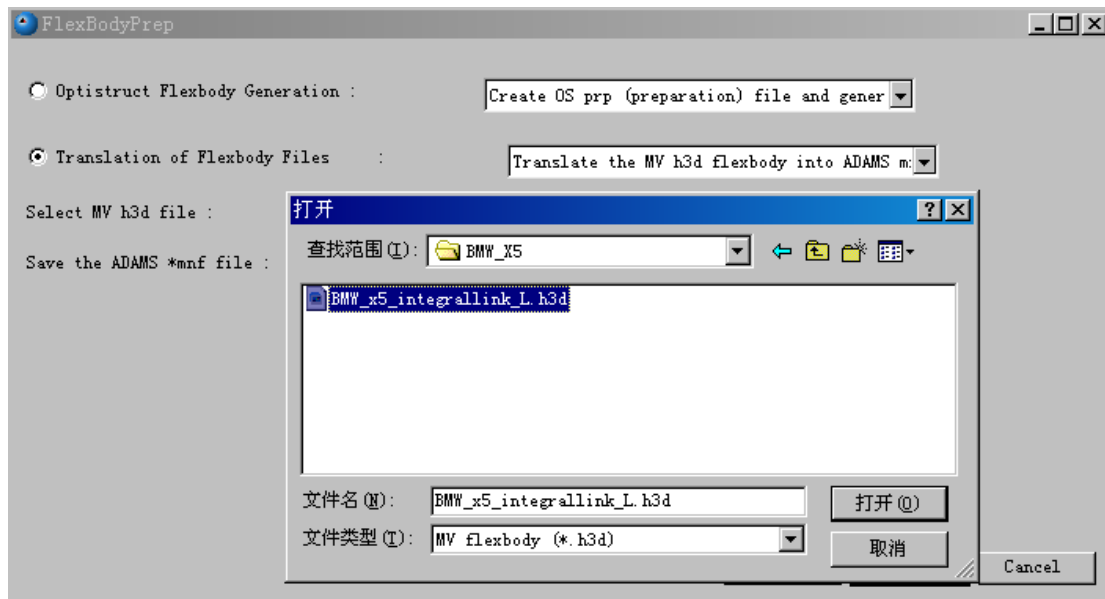 FlexBodyPrep
Optistruct Flexbody Generation :
Create OS prp (preparation) file and gener
Translation of Flexbody Files :
Translate the MV h3d flexbody into ADAMS m
Select MV h3d file :
Save the ADAMS *mnf file :
打开
查找范围(I):
BMW_X5
BMW_x5_integrallink_L.h3d
文件名(N):
BMW_x5_integrallink_L.h3d
打开(O)
文件类型(T):
MV flexbody (*.h3d)
取消
Cancel